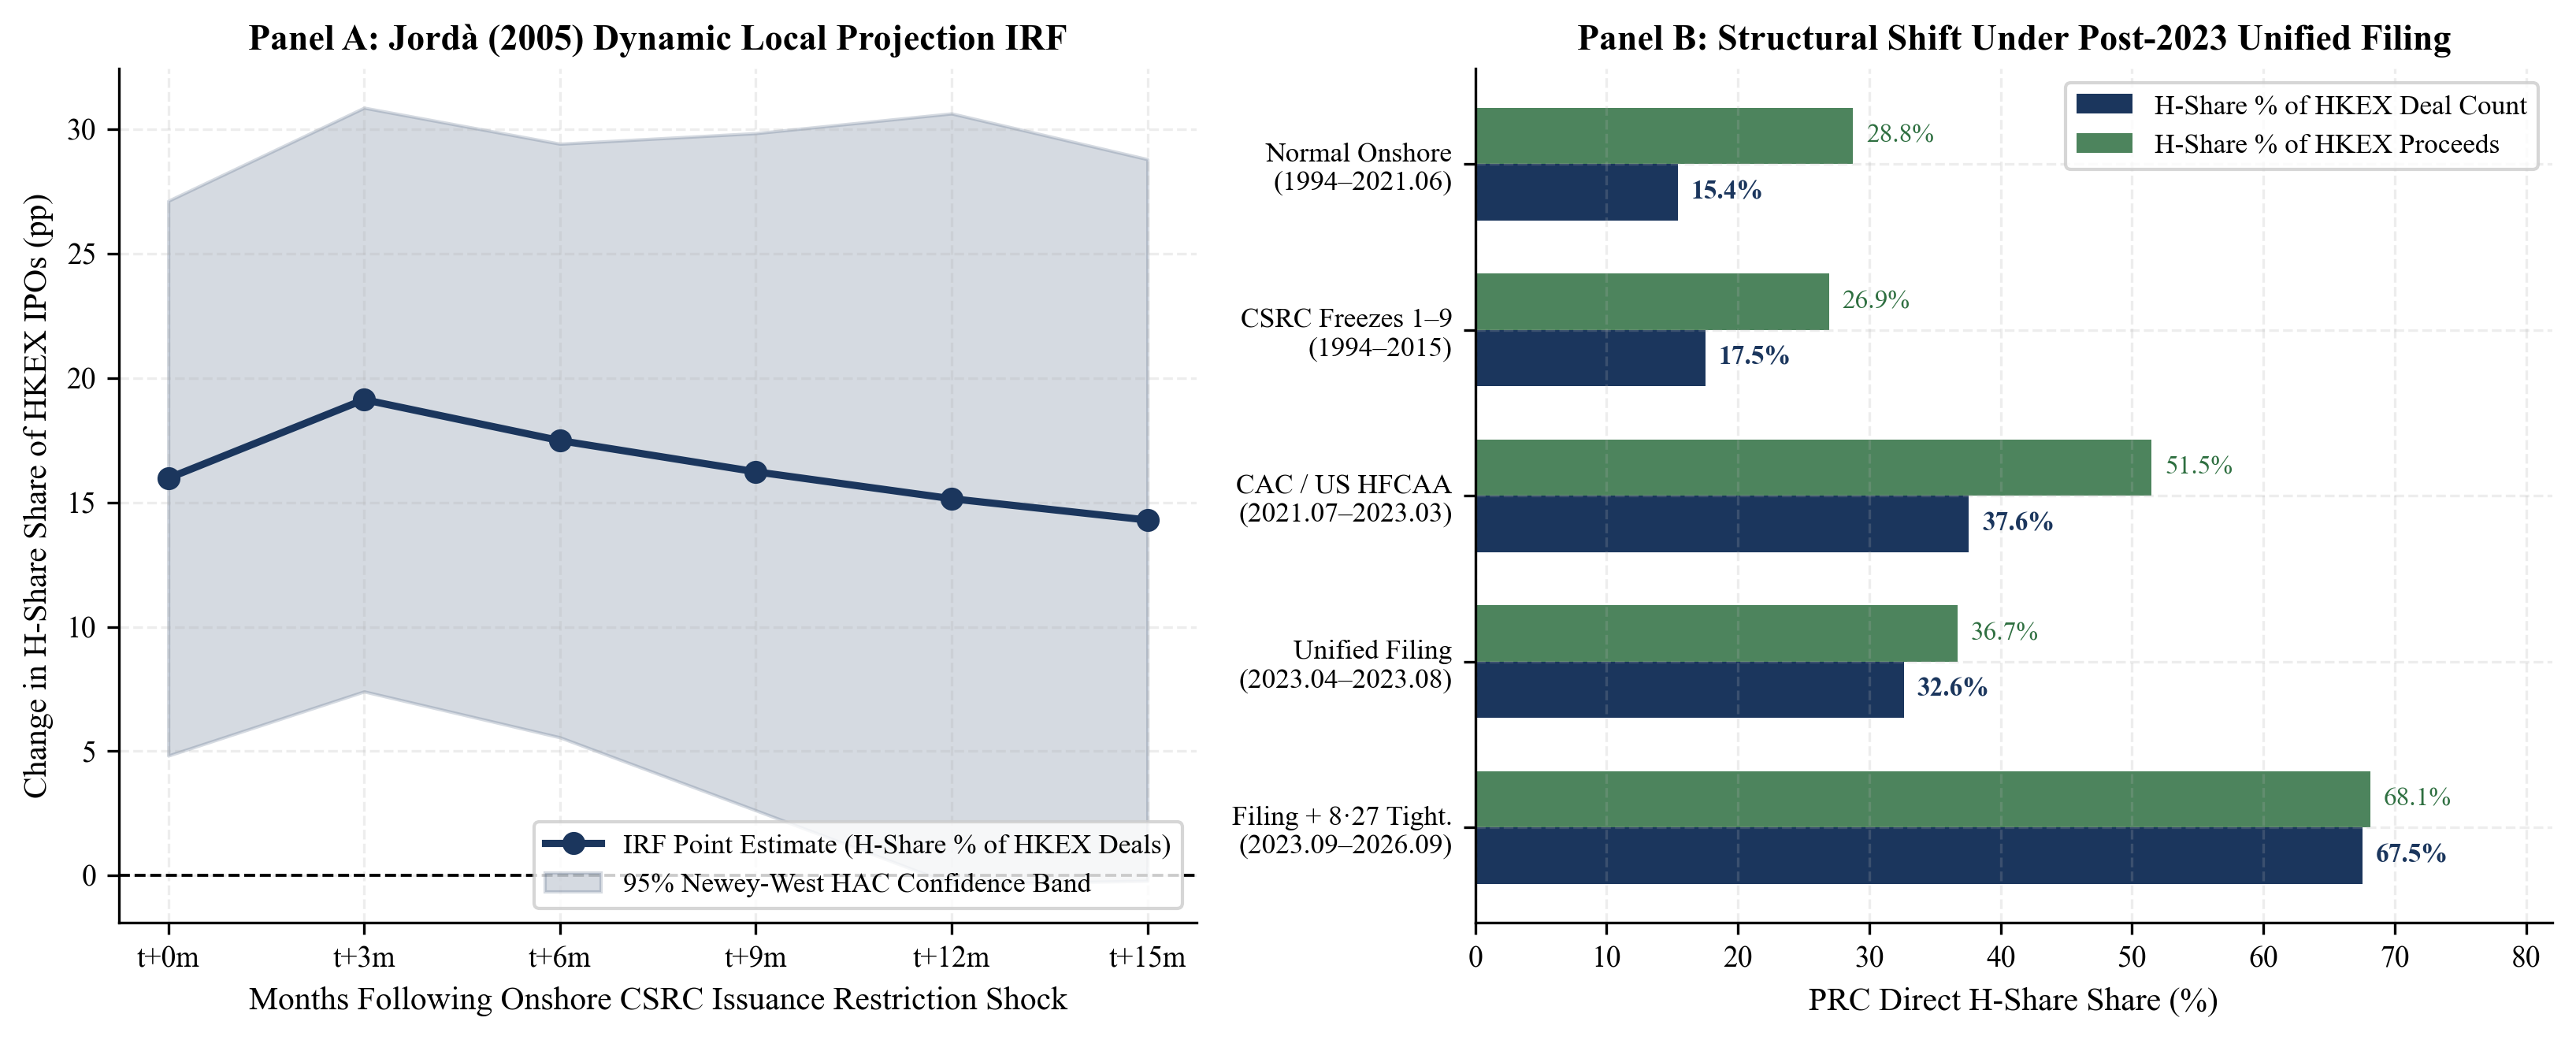 Panel A: Jordà (2005) Dynamic Local Projection IRF
Change in H-Share Share of HKEX IPOs (pp)
30
25
20
15
10
5
0
IRF Point Estimate (H-Share % of HKEX Deals)
95% Newey-West HAC Confidence Band
t+0m
t+3m
t+6m
t+9m
t+12m
t+15m
Months Following Onshore CSRC Issuance Restriction Shock
Panel B: Structural Shift Under Post-2023 Unified Filing
H-Share % of HKEX Deal Count
H-Share % of HKEX Proceeds
Normal Onshore
(1994–2021.06)
28.8%
15.4%
CSRC Freezes 1–9
(1994–2015)
26.9%
17.5%
CAC / US HFCAA
(2021.07–2023.03)
51.5%
37.6%
Unified Filing
(2023.04–2023.08)
36.7%
32.6%
Filing + 8·27 Tight.
(2023.09–2026.09)
68.1%
67.5%
0
10
20
30
40
50
60
70
80
PRC Direct H-Share Share (%)